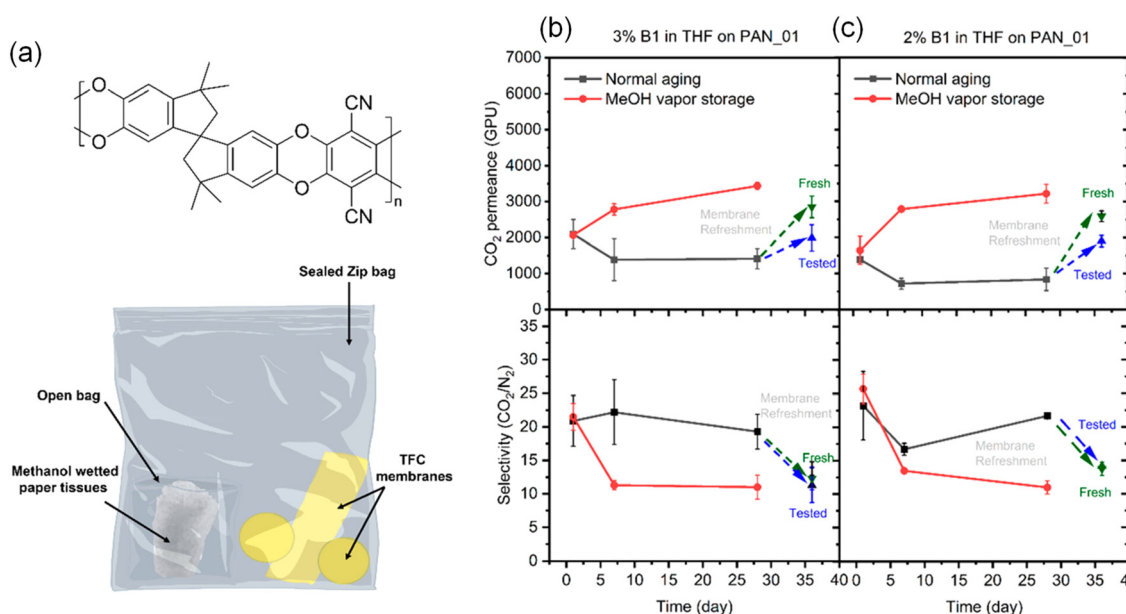 (a)
O
O
O
O
CN
CN
n
Sealed Zip bag
Open bag
Methanol wetted
paper tissues
TFC
membranes
(b)
3% B1 in THF on PAN_01
7000
6000
5000
4000
3000
2000
1000
0
CO₂ permeance (GPU)
Normal aging
MeOH vapor storage
Membrane
Refreshment
Fresh
Tested
35
30
25
20
15
10
5
0
Selectivity (CO₂/N₂)
Membrane
Refreshment
Fresh
Tested
0 5 10 15 20 25 30 35 40
Time (day)
(c)
2% B1 in THF on PAN_01
Normal aging
MeOH vapor storage
Membrane
Refreshment
Fresh
Tested
Membrane
Refreshment
Tested
Fresh
0 5 10 15 20 25 30 35 4
Time (day)